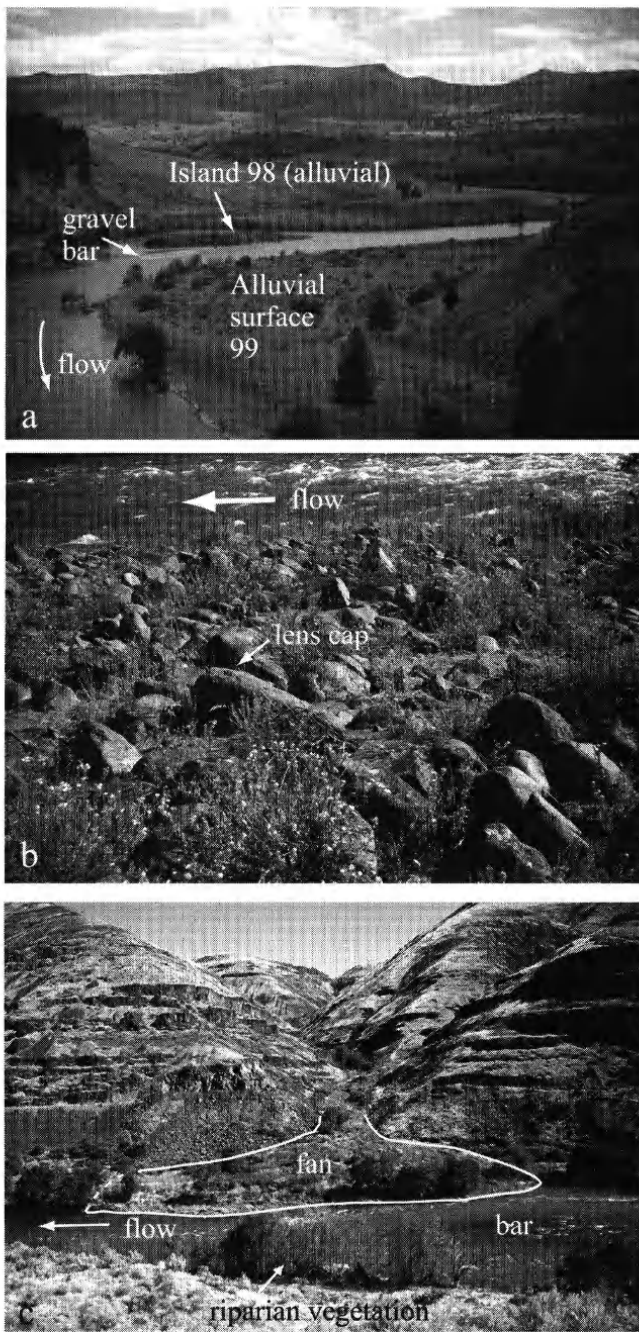 Island 98 (alluvial)
gravel
bar
Alluvial
surface
99
flow
a
flow
lens cap
b
fan
flow
bar
riparian vegetation
c